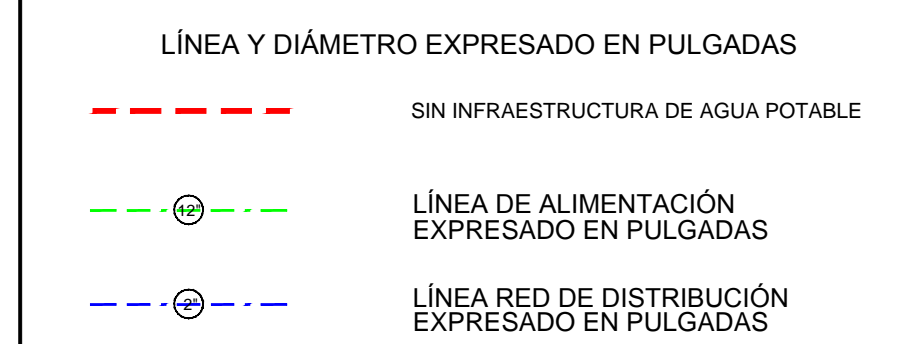 LÍNEA Y DIÁMETRO EXPRESADO EN PULGADAS
SIN INFRAESTRUCTURA DE AGUA POTABLE
12"
LÍNEA DE ALIMENTACIÓN
EXPRESADO EN PULGADAS
2"
LÍNEA RED DE DISTRIBUCIÓN
EXPRESADO EN PULGADAS